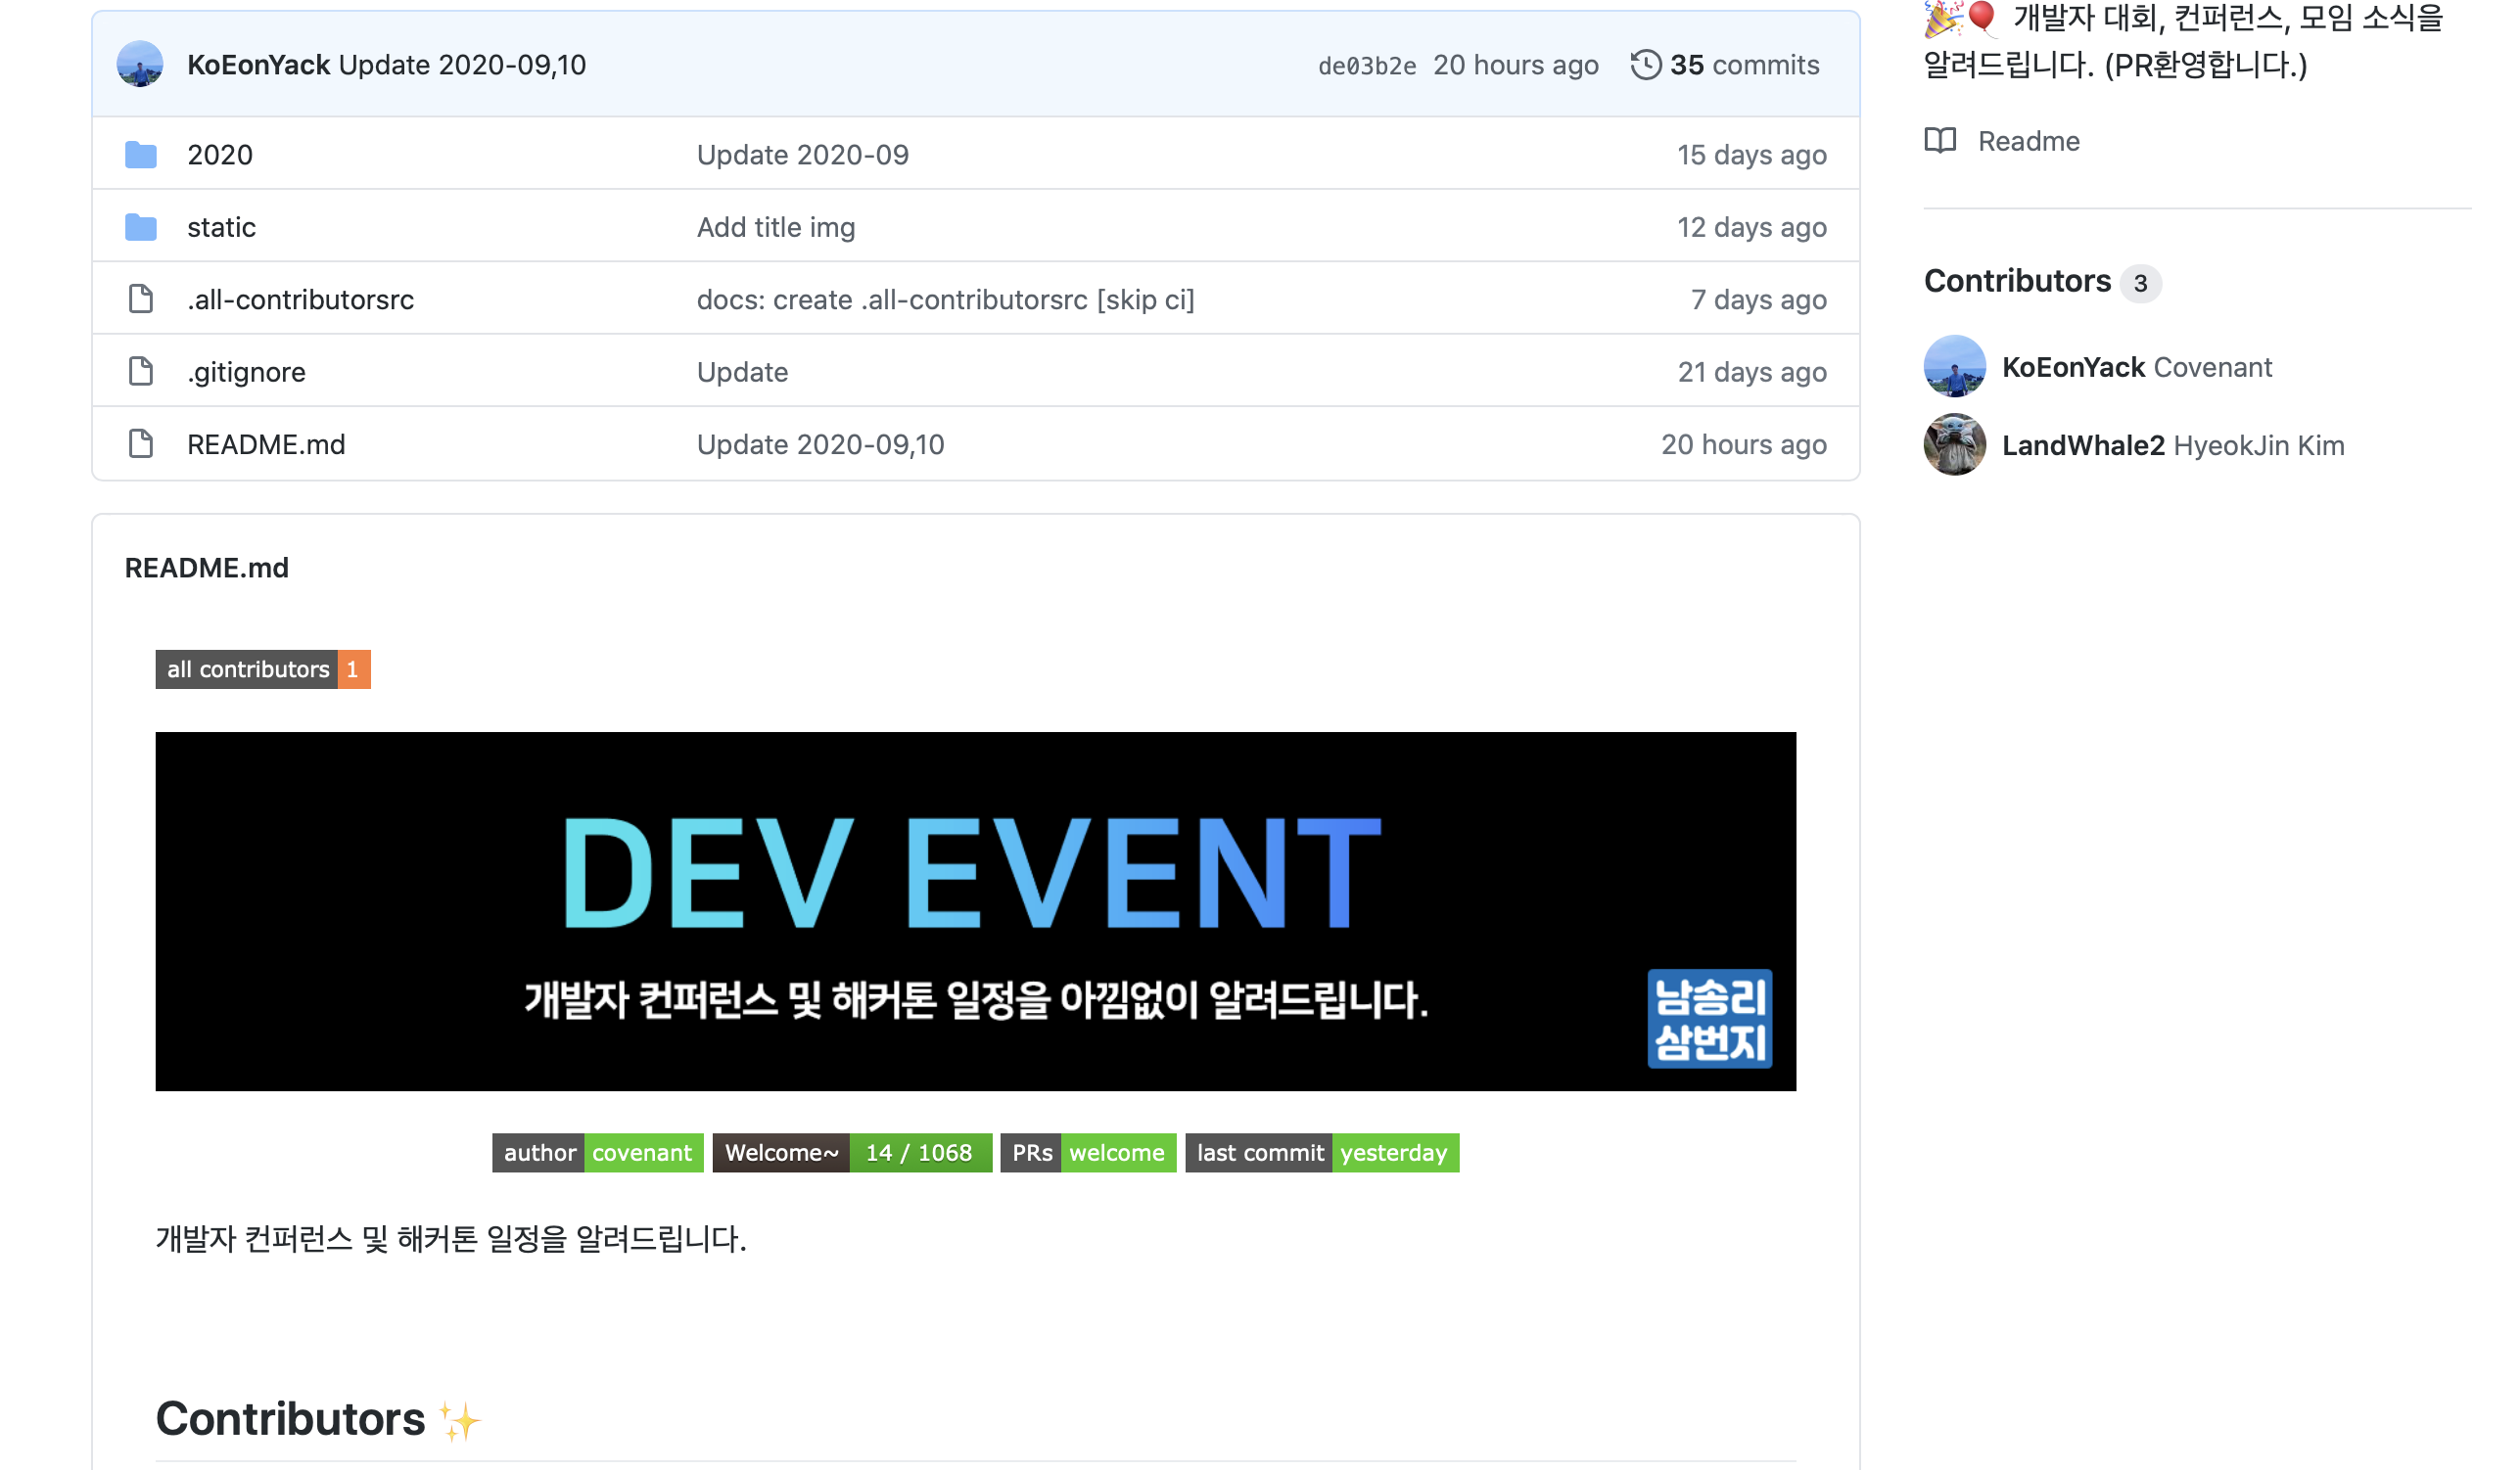 KoEonYack Update 2020-09,10 de03b2e 20 hours ago 35 commits
2020 Update 2020-09 15 days ago
static Add title img 12 days ago
.all-contributorsrc docs: create .all-contributorsrc [skip ci] 7 days ago
.gitignore Update 21 days ago
README.md Update 2020-09,10 20 hours ago
README.md
all contributors 1
DEV EVENT
개발자 컨퍼런스 및 해커톤 일정을 아낌없이 알려드립니다.
남송리
삼번지
author covenant Welcome~ 14 / 1068 PRs welcome last commit yesterday
개발자 컨퍼런스 및 해커톤 일정을 알려드립니다.
Contributors ✨
🎉🎈 개발자 대회, 컨퍼런스, 모임 소식을
알려드립니다. (PR환영합니다.)
Readme
Contributors 3
KoEonYack Covenant
LandWhale2 HyeokJin Kim